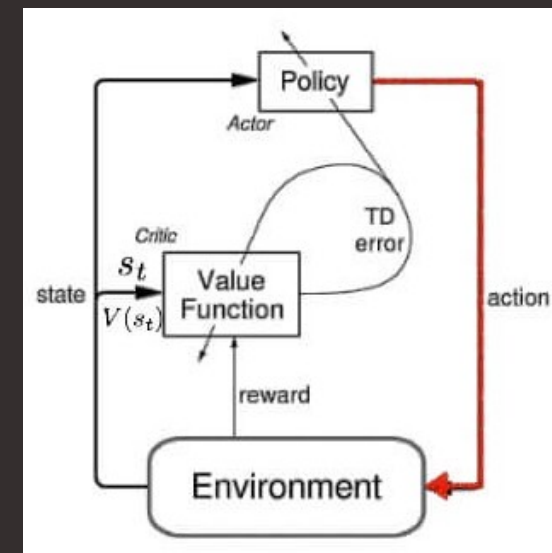 Policy
Actor
TD
error
Critic
$s_t$
Value
Function
state
$V(s_t)$
action
reward
Environment